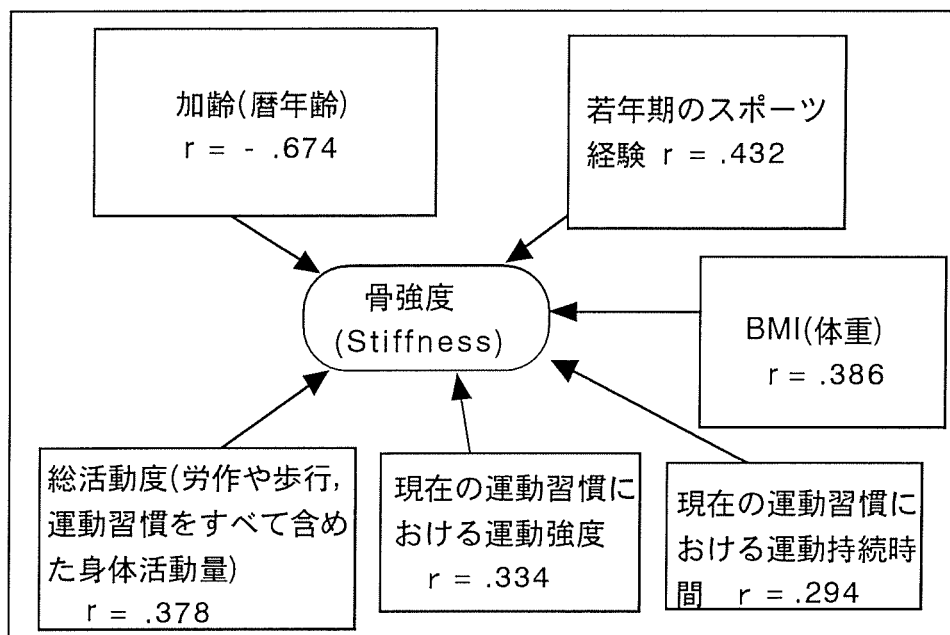 加齢(暦年齢)
r = - .674
若年期のスポーツ
経験 r = .432
骨強度
(Stiffness)
BMI(体重)
r = .386
総活動度(労作や歩行,
運動習慣をすべて含め
た身体活動量)
r = .378
現在の運動習慣に
おける運動強度
r = .334
現在の運動習慣に
おける運動持続時
間 r = .294